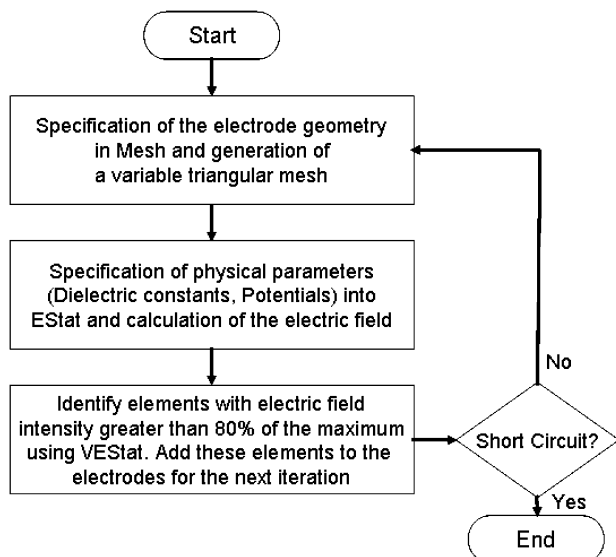 Start
Specification of the electrode geometry
in Mesh and generation of
a variable triangular mesh
Specification of physical parameters
(Dielectric constants, Potentials) into
EStat and calculation of the electric field
Identify elements with electric field
intensity greater than 80% of the maximum
using VEStat. Add these elements to the
electrodes for the next iteration
Short Circuit?
No
Yes
End